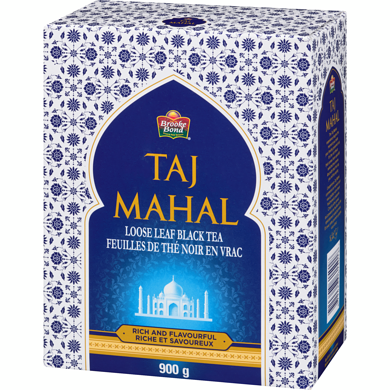 Brooke
Bond
TAJ
MAHAL
LOOSE LEAF BLACK TEA
FEUILLES DE THÉ NOIR EN VRAC
RICH AND FLAVOURFUL
RICHE ET SAVOUREUX
900 g